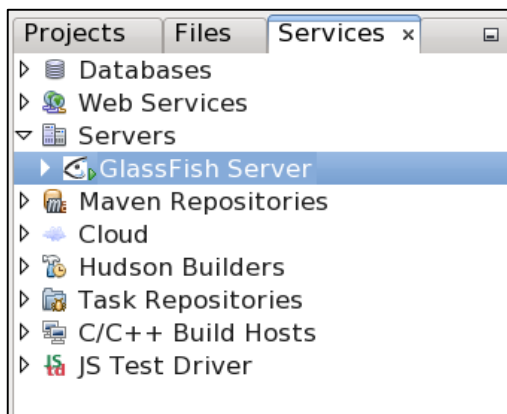 Projects Files Services ×
Databases
Web Services
Servers
GlassFish Server
Maven Repositories
Cloud
Hudson Builders
Task Repositories
C/C++ Build Hosts
JS Test Driver